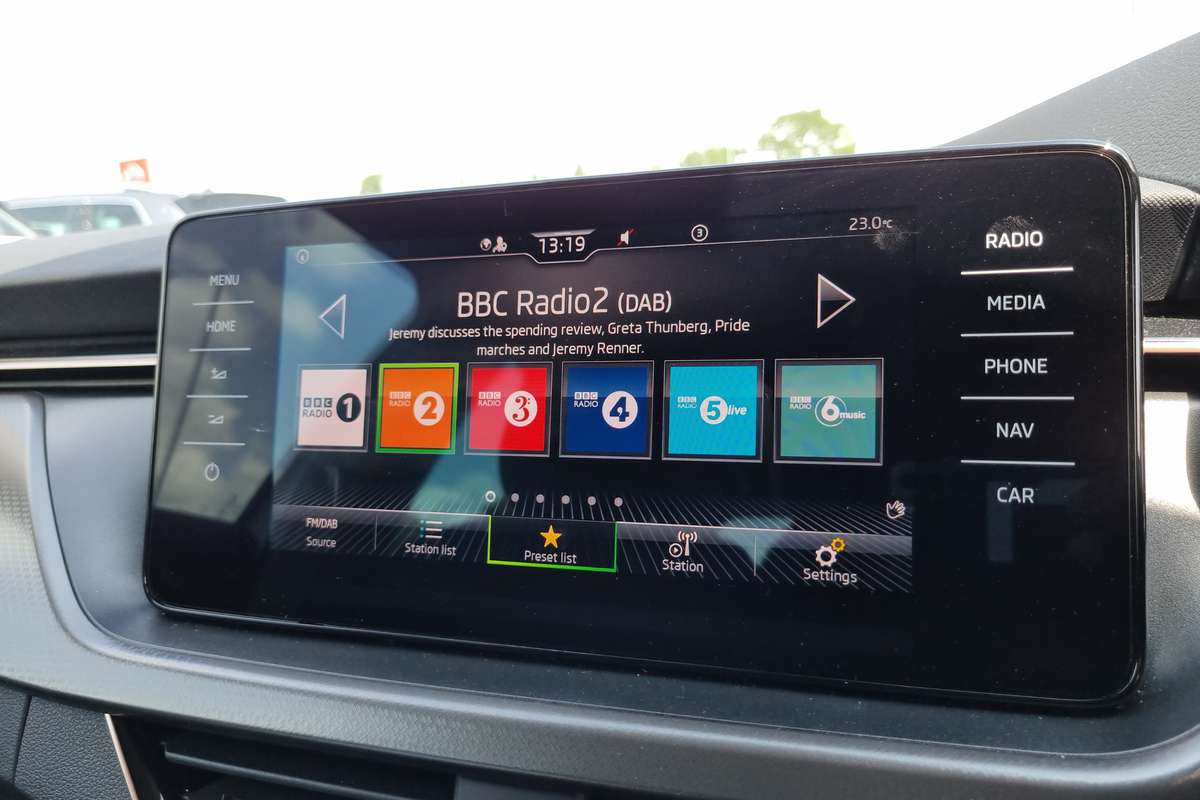 13:19
3
23.0°C
MENU
HOME
BBC Radio2 (DAB)
Jeremy discusses the spending review, Greta Thunberg, Pride
marches and Jeremy Renner.
BBC
RADIO 1
BBC
RADIO 2
BBC
RADIO 3
BBC
RADIO 4
BBC
RADIO 5 live
BBC
RADIO 6 music
FM/DAB
Source
Station list
Preset list
Station
Settings
RADIO
MEDIA
PHONE
NAV
CAR